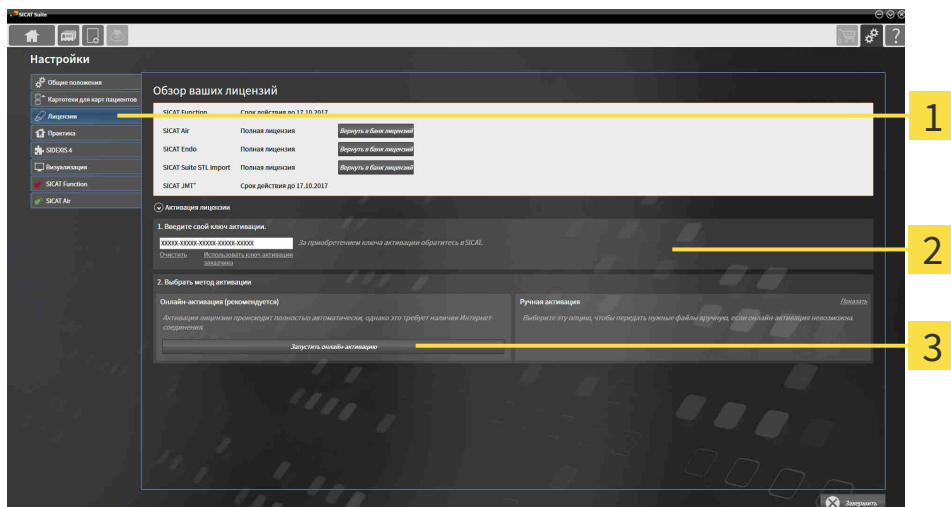 SICAT Suite
?
Настройки
Общие положения
Картотеки для карт пациентов
Лицензии
Практика
SIDEXIS 4
Визуализация
SICAT Function
SICAT Air
Обзор ваших лицензий
SICAT Function Срок действия до 17.10.2017
SICAT Air Полная лицензия Вернуть в банк лицензий
SICAT Endo Полная лицензия Вернуть в банк лицензий
SICAT Suite STL Import Полная лицензия Вернуть в банк лицензий
SICAT JMT⁺ Срок действия до 17.10.2017
Активация лицензии
1. Введите свой ключ активации.
XXXXX-XXXXX-XXXXX-XXXXX-XXXXX За приобретением ключа активации обратитесь в SICAT.
Очистить Использовать ключ активации
заказчика
2. Выбрать метод активации
Онлайн-активация (рекомендуется)
Активация лицензии происходит полностью автоматически, однако это требует наличия Интернет-
соединения.
Запустить онлайн-активацию
Ручная активация Показать
Выберите эту опцию, чтобы передать нужные файлы вручную, если онлайн-активация невозможна.
Завершить
1
2
3